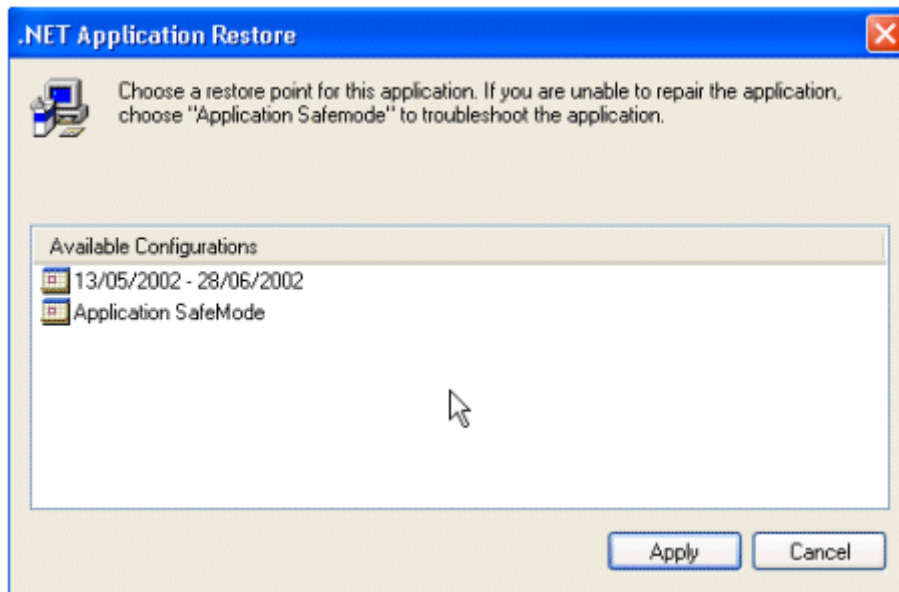 .NET Application Restore
Choose a restore point for this application. If you are unable to repair the application,
choose "Application Safemode" to troubleshoot the application.
Available Configurations
13/05/2002 - 28/06/2002
Application SafeMode
Apply
Cancel